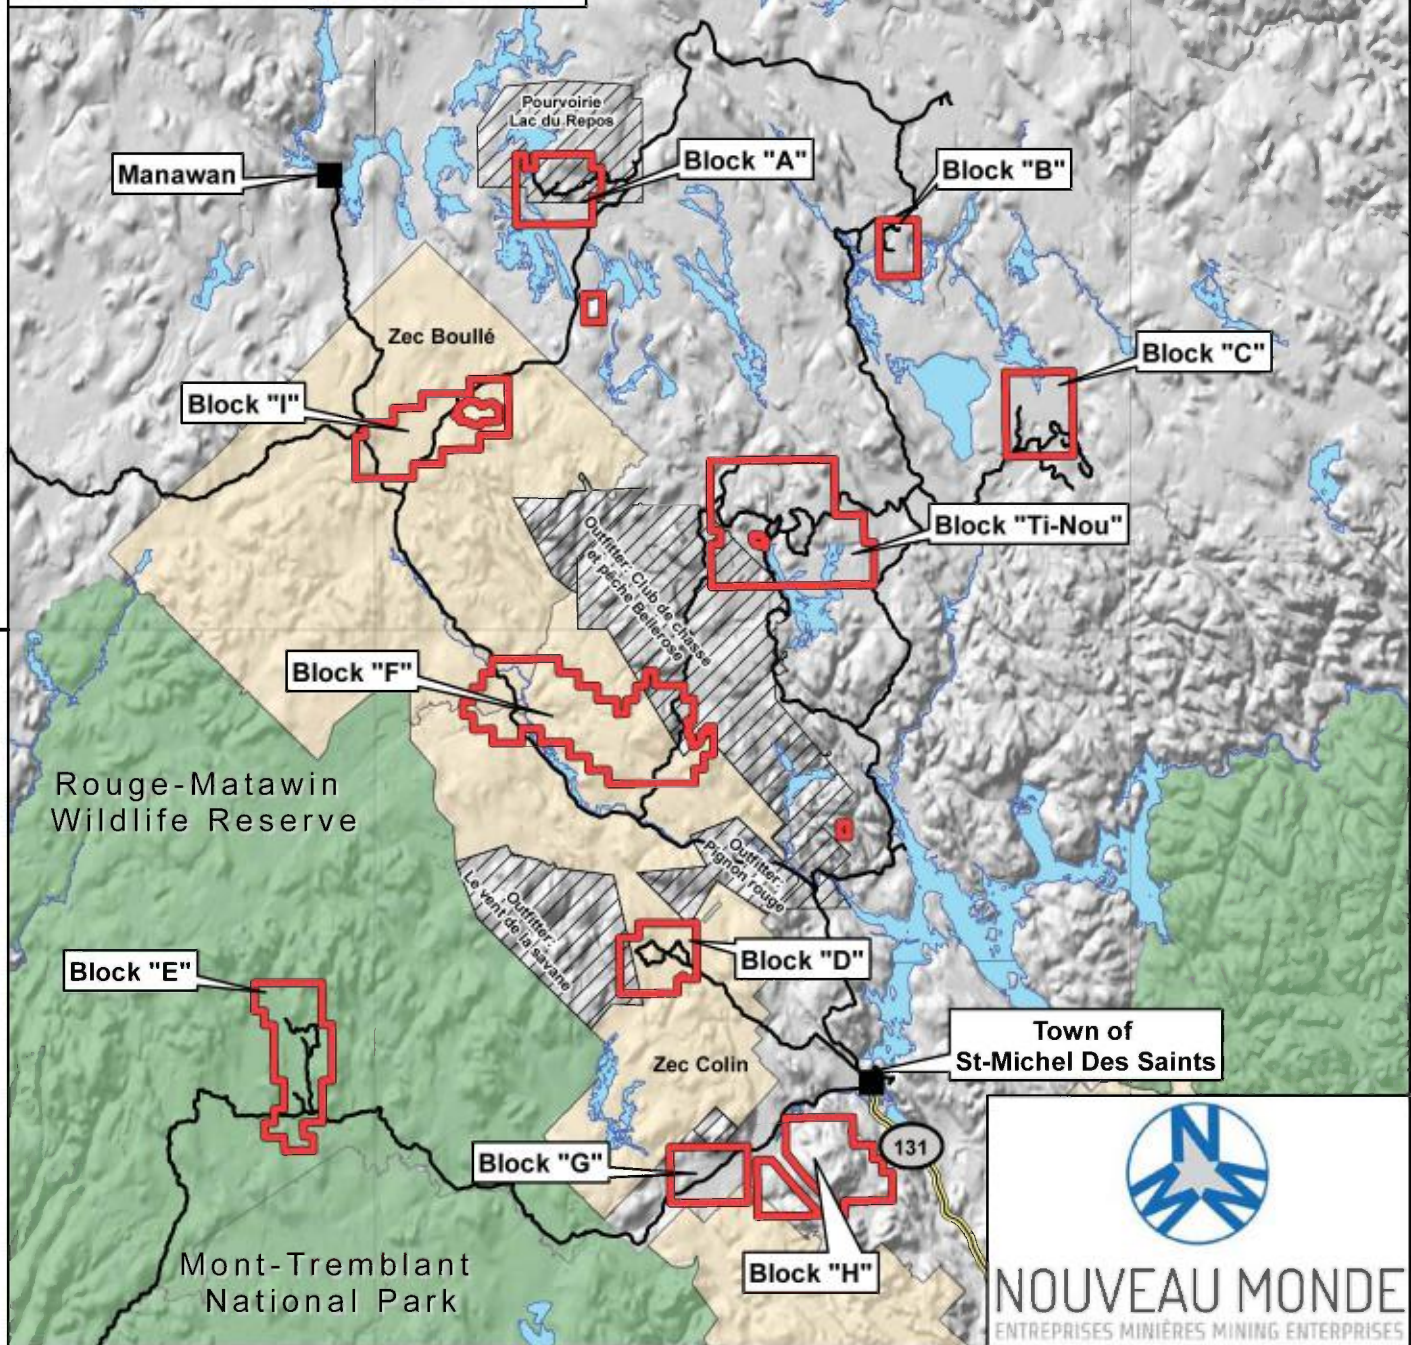 Pourvoirie
Lac du Repos
Block "A"
Manawan
Block "B"
Zec Boullé
Block "C"
Block "I"
Block "Ti-Nou"
Outfitter: Club de chasse
et pêche Bellerose
Block "F"
Rouge-Matawin
Wildlife Reserve
Outfitter:
Pignon rouge
Outfitter:
Le vent de la savane
Block "D"
Block "E"
Town of
St-Michel Des Saints
Zec Colin
131
Block "G"
Block "H"
Mont-Tremblant
National Park
NOUVEAU MONDE
ENTREPRISES MINIÈRES MINING ENTERPRISES